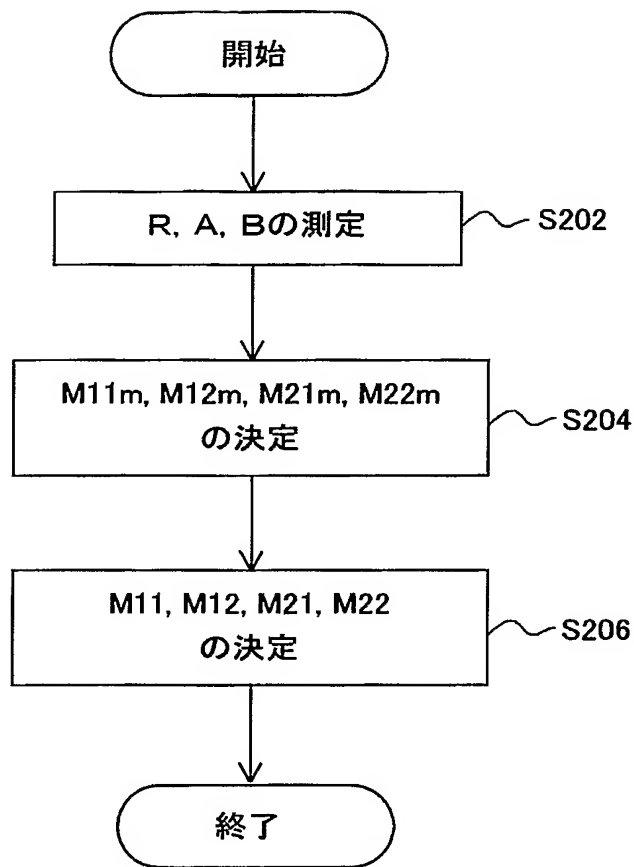 開始
R, A, Bの測定
S202
M11m, M12m, M21m, M22m
の決定
S204
M11, M12, M21, M22
の決定
S206
終了